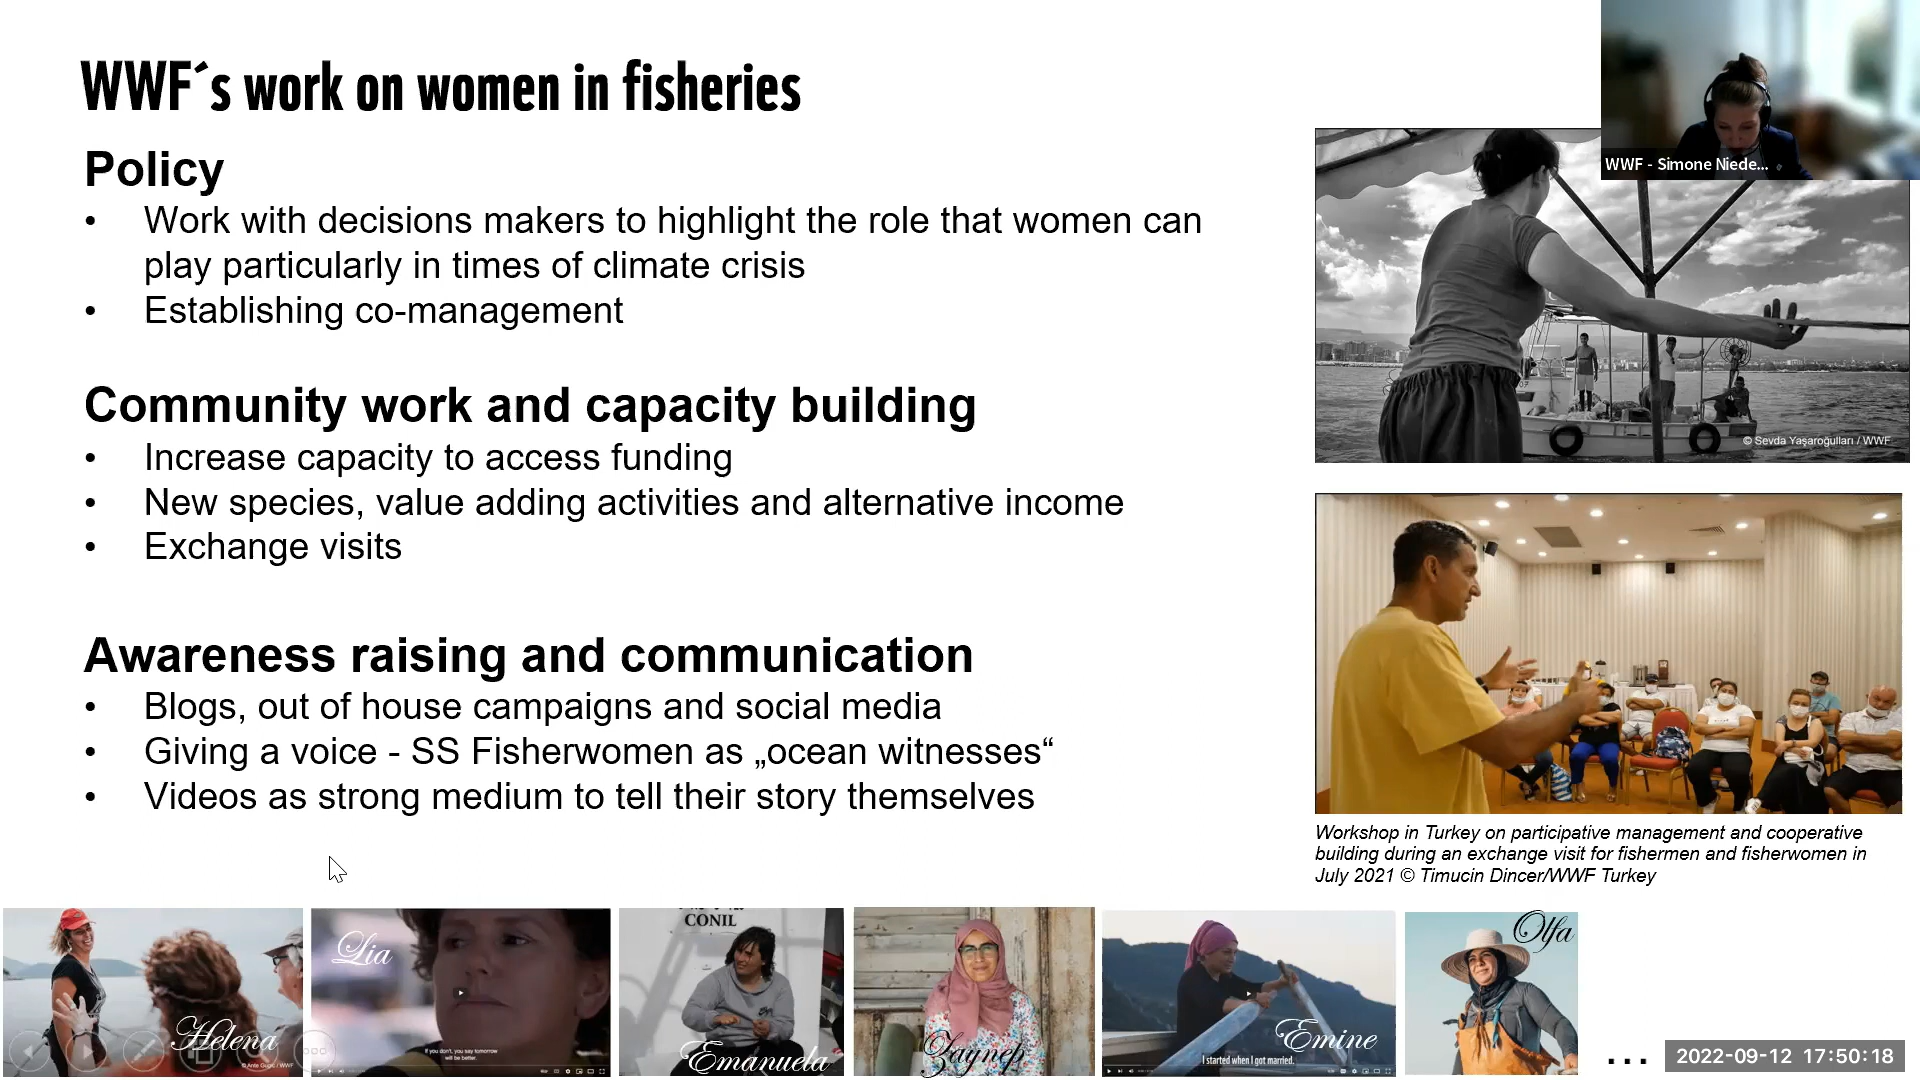 WWF´s work on women in fisheries
WWF - Simone Niede...
Policy
• Work with decisions makers to highlight the role that women can
play particularly in times of climate crisis
• Establishing co-management
© Sevda Yaşaroğulları / WWF
Community work and capacity building
• Increase capacity to access funding
• New species, value adding activities and alternative income
• Exchange visits
Awareness raising and communication
• Blogs, out of house campaigns and social media
• Giving a voice - SS Fisherwomen as „ocean witnesses“
• Videos as strong medium to tell their story themselves
Workshop in Turkey on participative management and cooperative
building during an exchange visit for fishermen and fisherwomen in
July 2021 © Timucin Dincer/WWF Turkey
Helena
Lia
If you don't, you say tomorrow
will be better.
CONIL
Emanuela
Zaynep
Emine
I started when I got married.
Olfa
...
2022-09-12 17:50:18